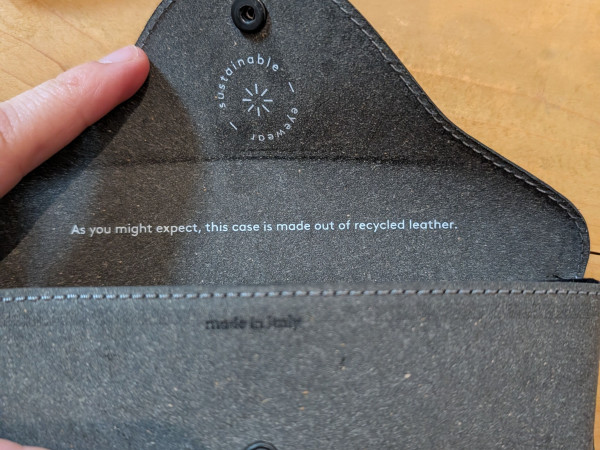 sustainable / eyewear /
As you might expect, this case is made out of recycled leather.
made in italy